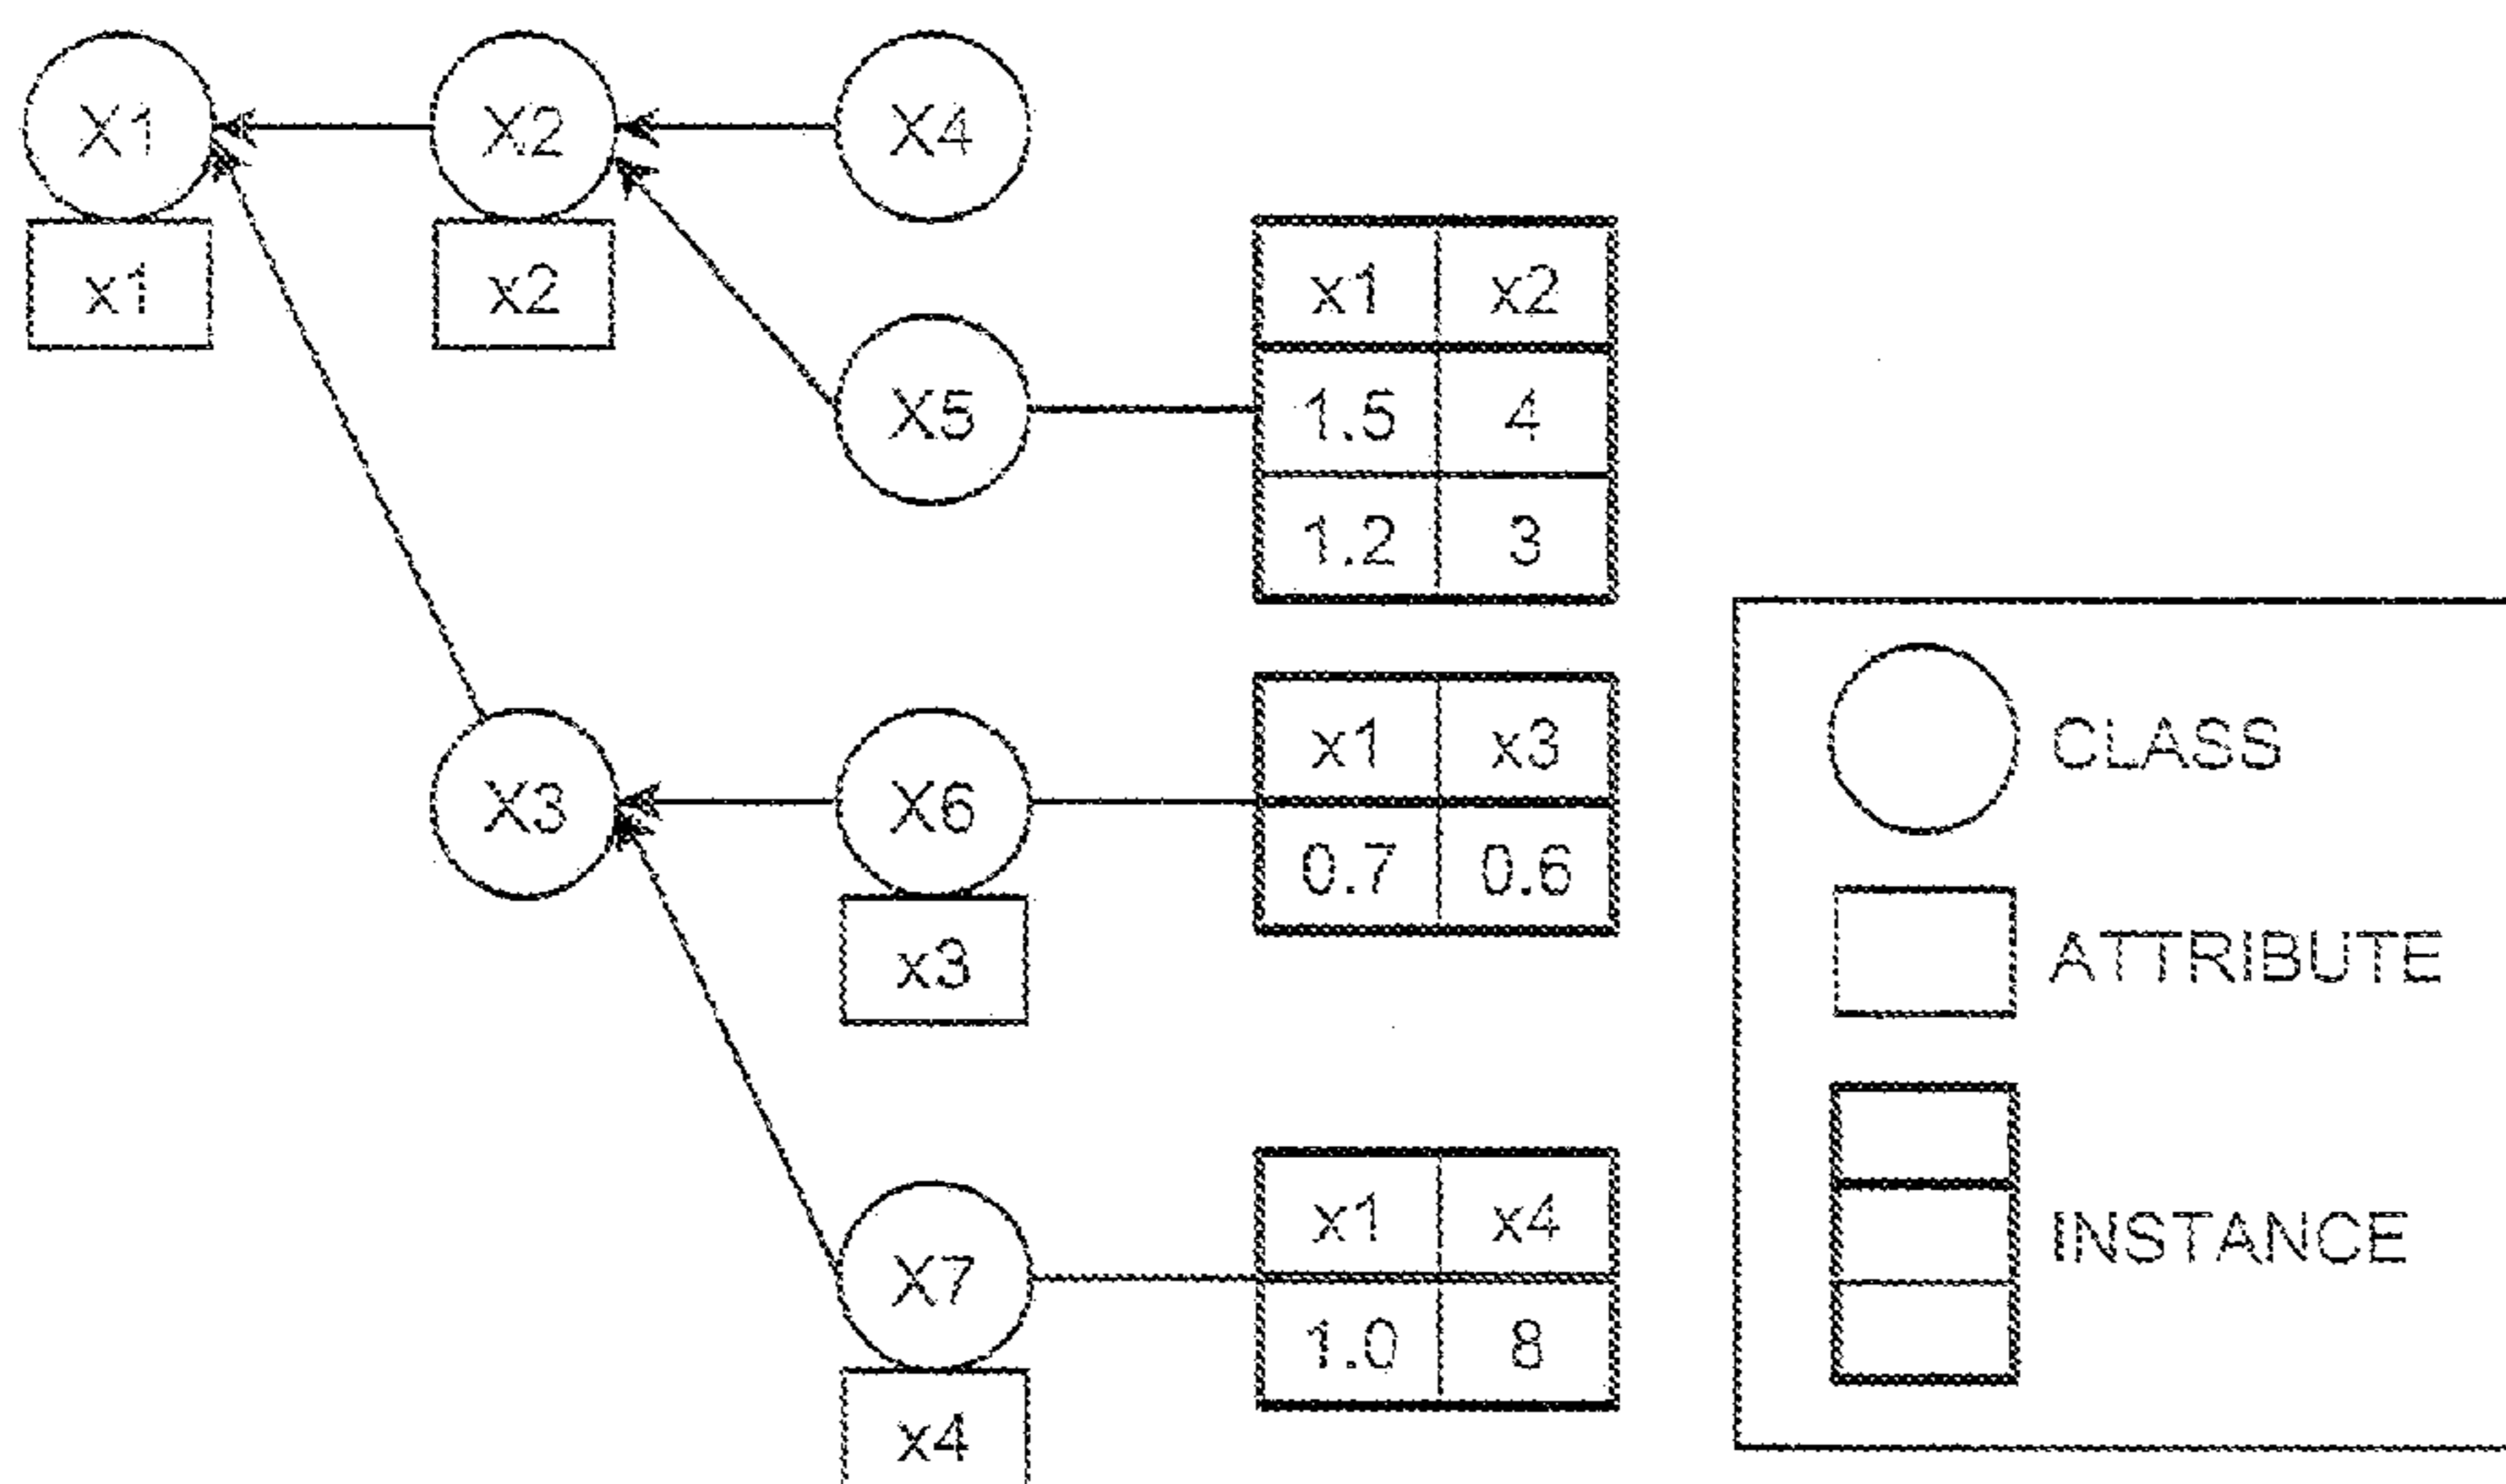 X1 X2 X4
x1 x2
x1 x2
X5 1.5 4
1.2 3
X3 X6
x3
x1 x3
0.7 0.6
X7
x4
x1 x4
1.0 8
CLASS
ATTRIBUTE
INSTANCE